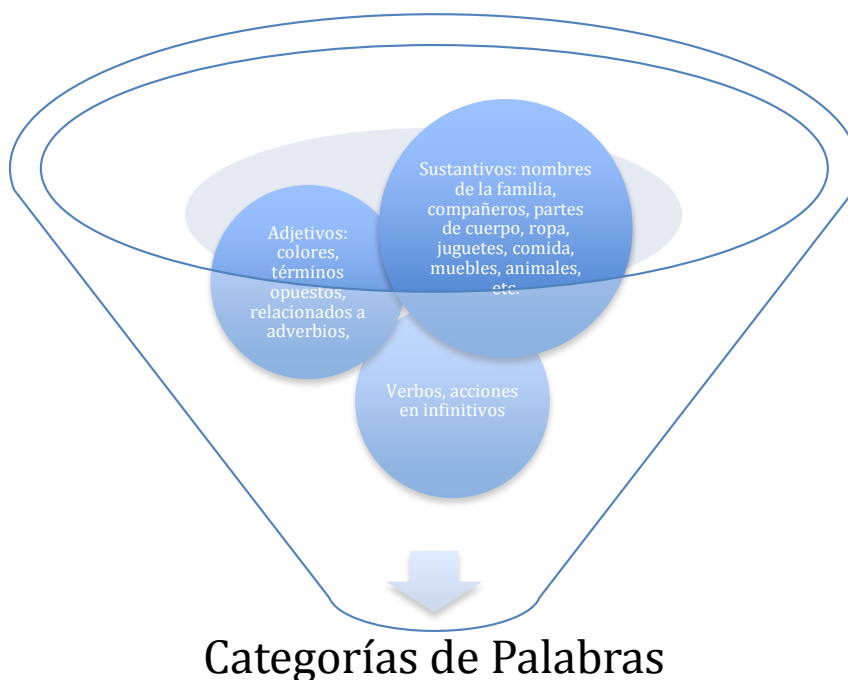 Sustantivos: nombres
de la familia,
compañeros, partes
de cuerpo, ropa,
juguetes, comida,
muebles, animales,
etc.
Adjetivos:
colores,
términos
opuestos,
relacionados a
adverbios,
Verbos, acciones
en infinitivos
Categorías de Palabras